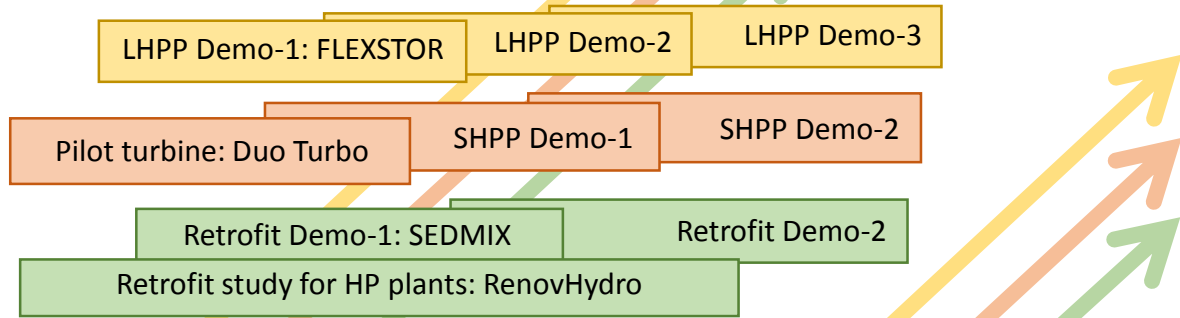 LHPP Demo-1: FLEXSTOR
LHPP Demo-2
LHPP Demo-3
Pilot turbine: Duo Turbo
SHPP Demo-1
SHPP Demo-2
Retrofit Demo-1: SEDMIX
Retrofit Demo-2
Retrofit study for HP plants: RenovHydro